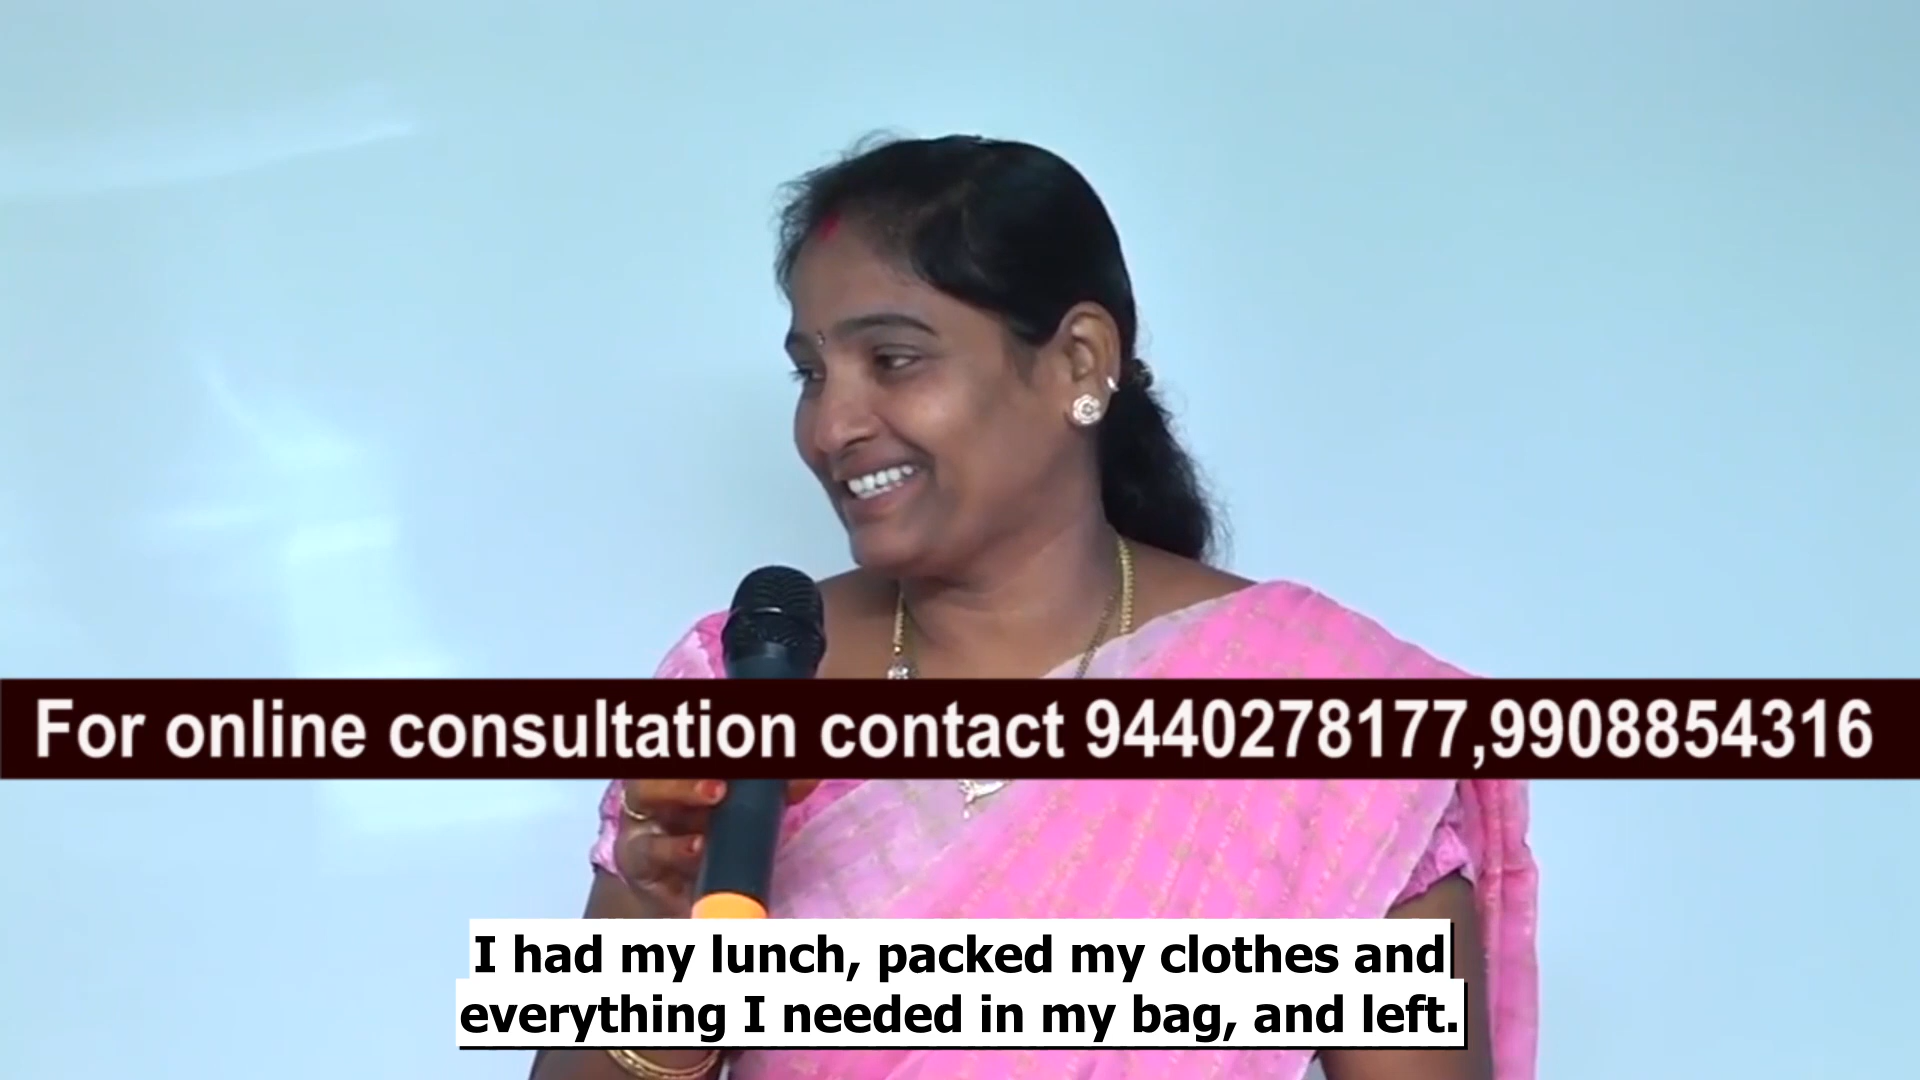 For online consultation contact 9440278177,9908854316
I had my lunch, packed my clothes and
everything I needed in my bag, and left.